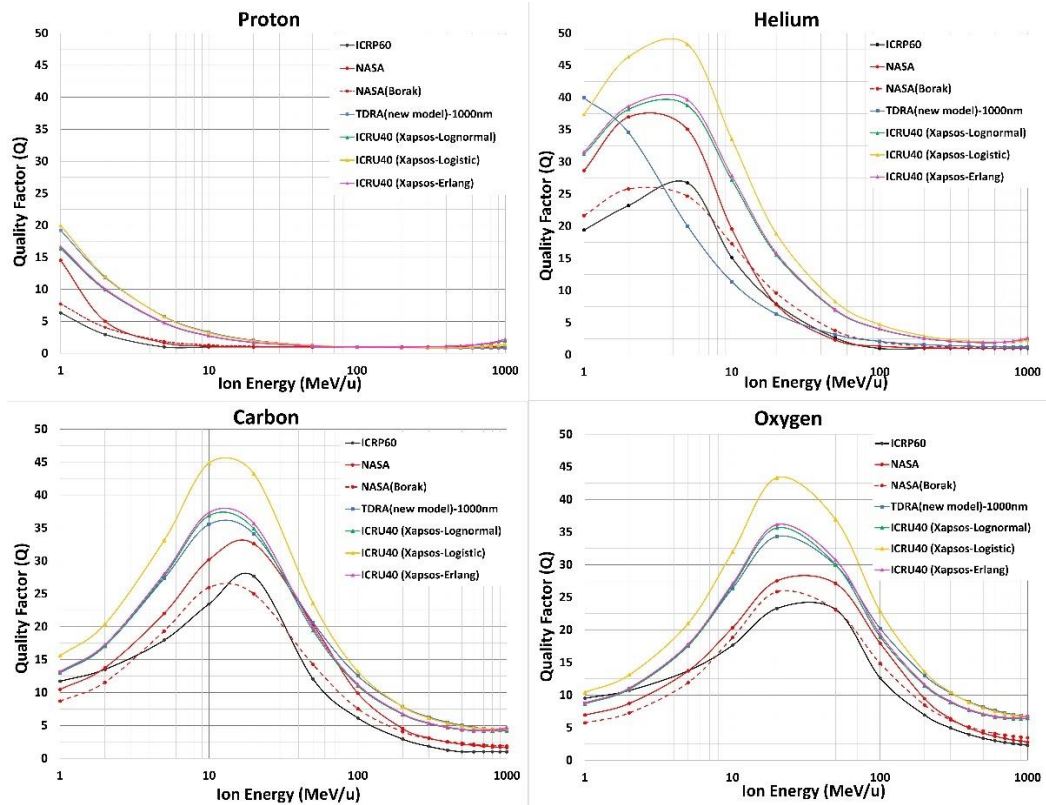 Proton
50
45
40
35
30
25
20
15
10
5
0
Quality Factor (Q)
ICRP60
NASA
NASA(Borak)
TDRA(new model)-1000nm
ICRU40 (Xapsos-Lognormal)
ICRU40 (Xapsos-Logistic)
ICRU40 (Xapsos-Erlang)
1 10 100 1000
Ion Energy (MeV/u)
Helium
50
45
40
35
30
25
20
15
10
5
0
Quality Factor (Q)
ICRP60
NASA
NASA(Borak)
TDRA(new model)-1000nm
ICRU40 (Xapsos-Lognormal)
ICRU40 (Xapsos-Logistic)
ICRU40 (Xapsos-Erlang)
1 10 100 1000
Ion Energy (MeV/u)
Carbon
50
45
40
35
30
25
20
15
10
5
0
Quality Factor (Q)
ICRP60
NASA
NASA(Borak)
TDRA(new model)-1000nm
ICRU40 (Xapsos-Lognormal)
ICRU40 (Xapsos-Logistic)
ICRU40 (Xapsos-Erlang)
1 10 100 1000
Ion Energy (MeV/u)
Oxygen
50
45
40
35
30
25
20
15
10
5
0
Quality Factor (Q)
ICRP60
NASA
NASA(Borak)
TDRA(new model)-1000nm
ICRU40 (Xapsos-Lognormal)
ICRU40 (Xapsos-Logistic)
ICRU40 (Xapsos-Erlang)
1 10 100 1000
Ion Energy (MeV/u)